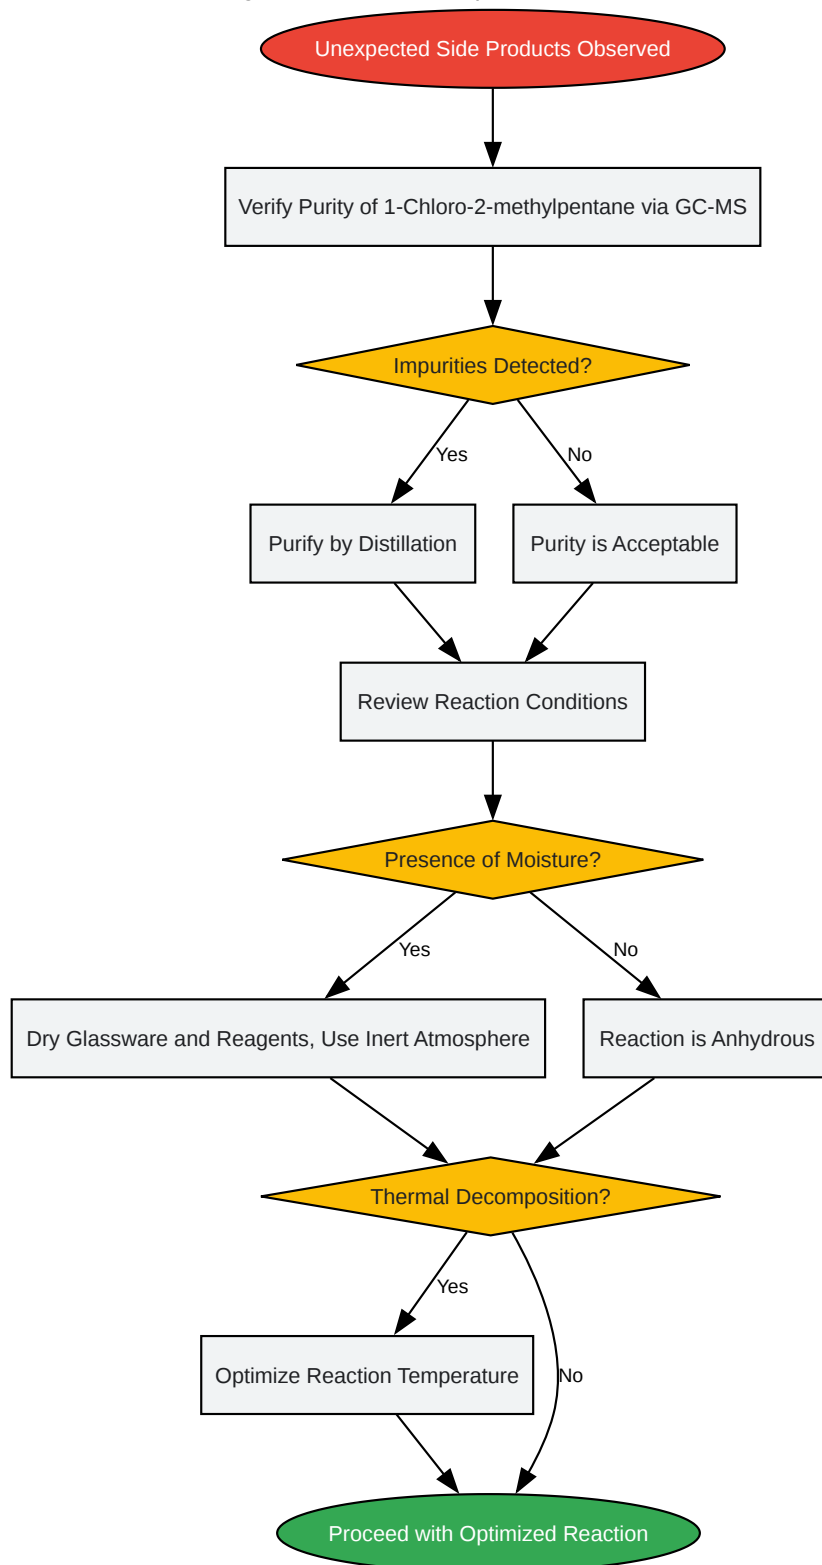 Unexpected Side Products Observed
Verify Purity of 1-Chloro-2-methylpentane via GC-MS
Impurities Detected?
Yes
No
Purify by Distillation
Purity is Acceptable
Review Reaction Conditions
Presence of Moisture?
Yes
No
Dry Glassware and Reagents, Use Inert Atmosphere
Reaction is Anhydrous
Thermal Decomposition?
Yes
No
Optimize Reaction Temperature
Proceed with Optimized Reaction